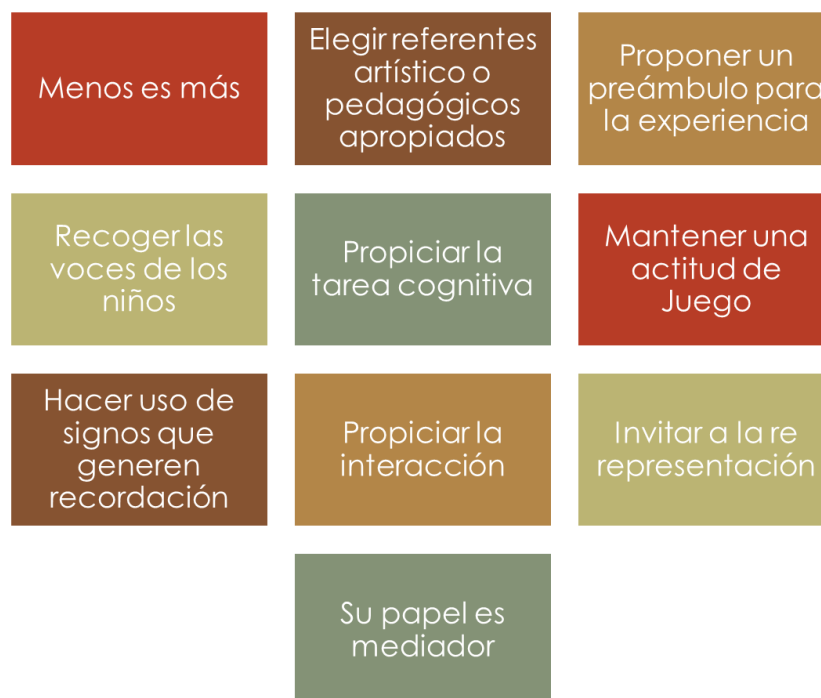 Menos es más
Elegir referentes
artístico o
pedagógicos
apropiados
Proponer un
preámbulo para
la experiencia
Recoger las
voces de los
niños
Propiciar la
tarea cognitiva
Mantener una
actitud de
Juego
Hacer uso de
signos que
generen
recordación
Propiciar la
interacción
Invitar a la re
representación
Su papel es
mediador